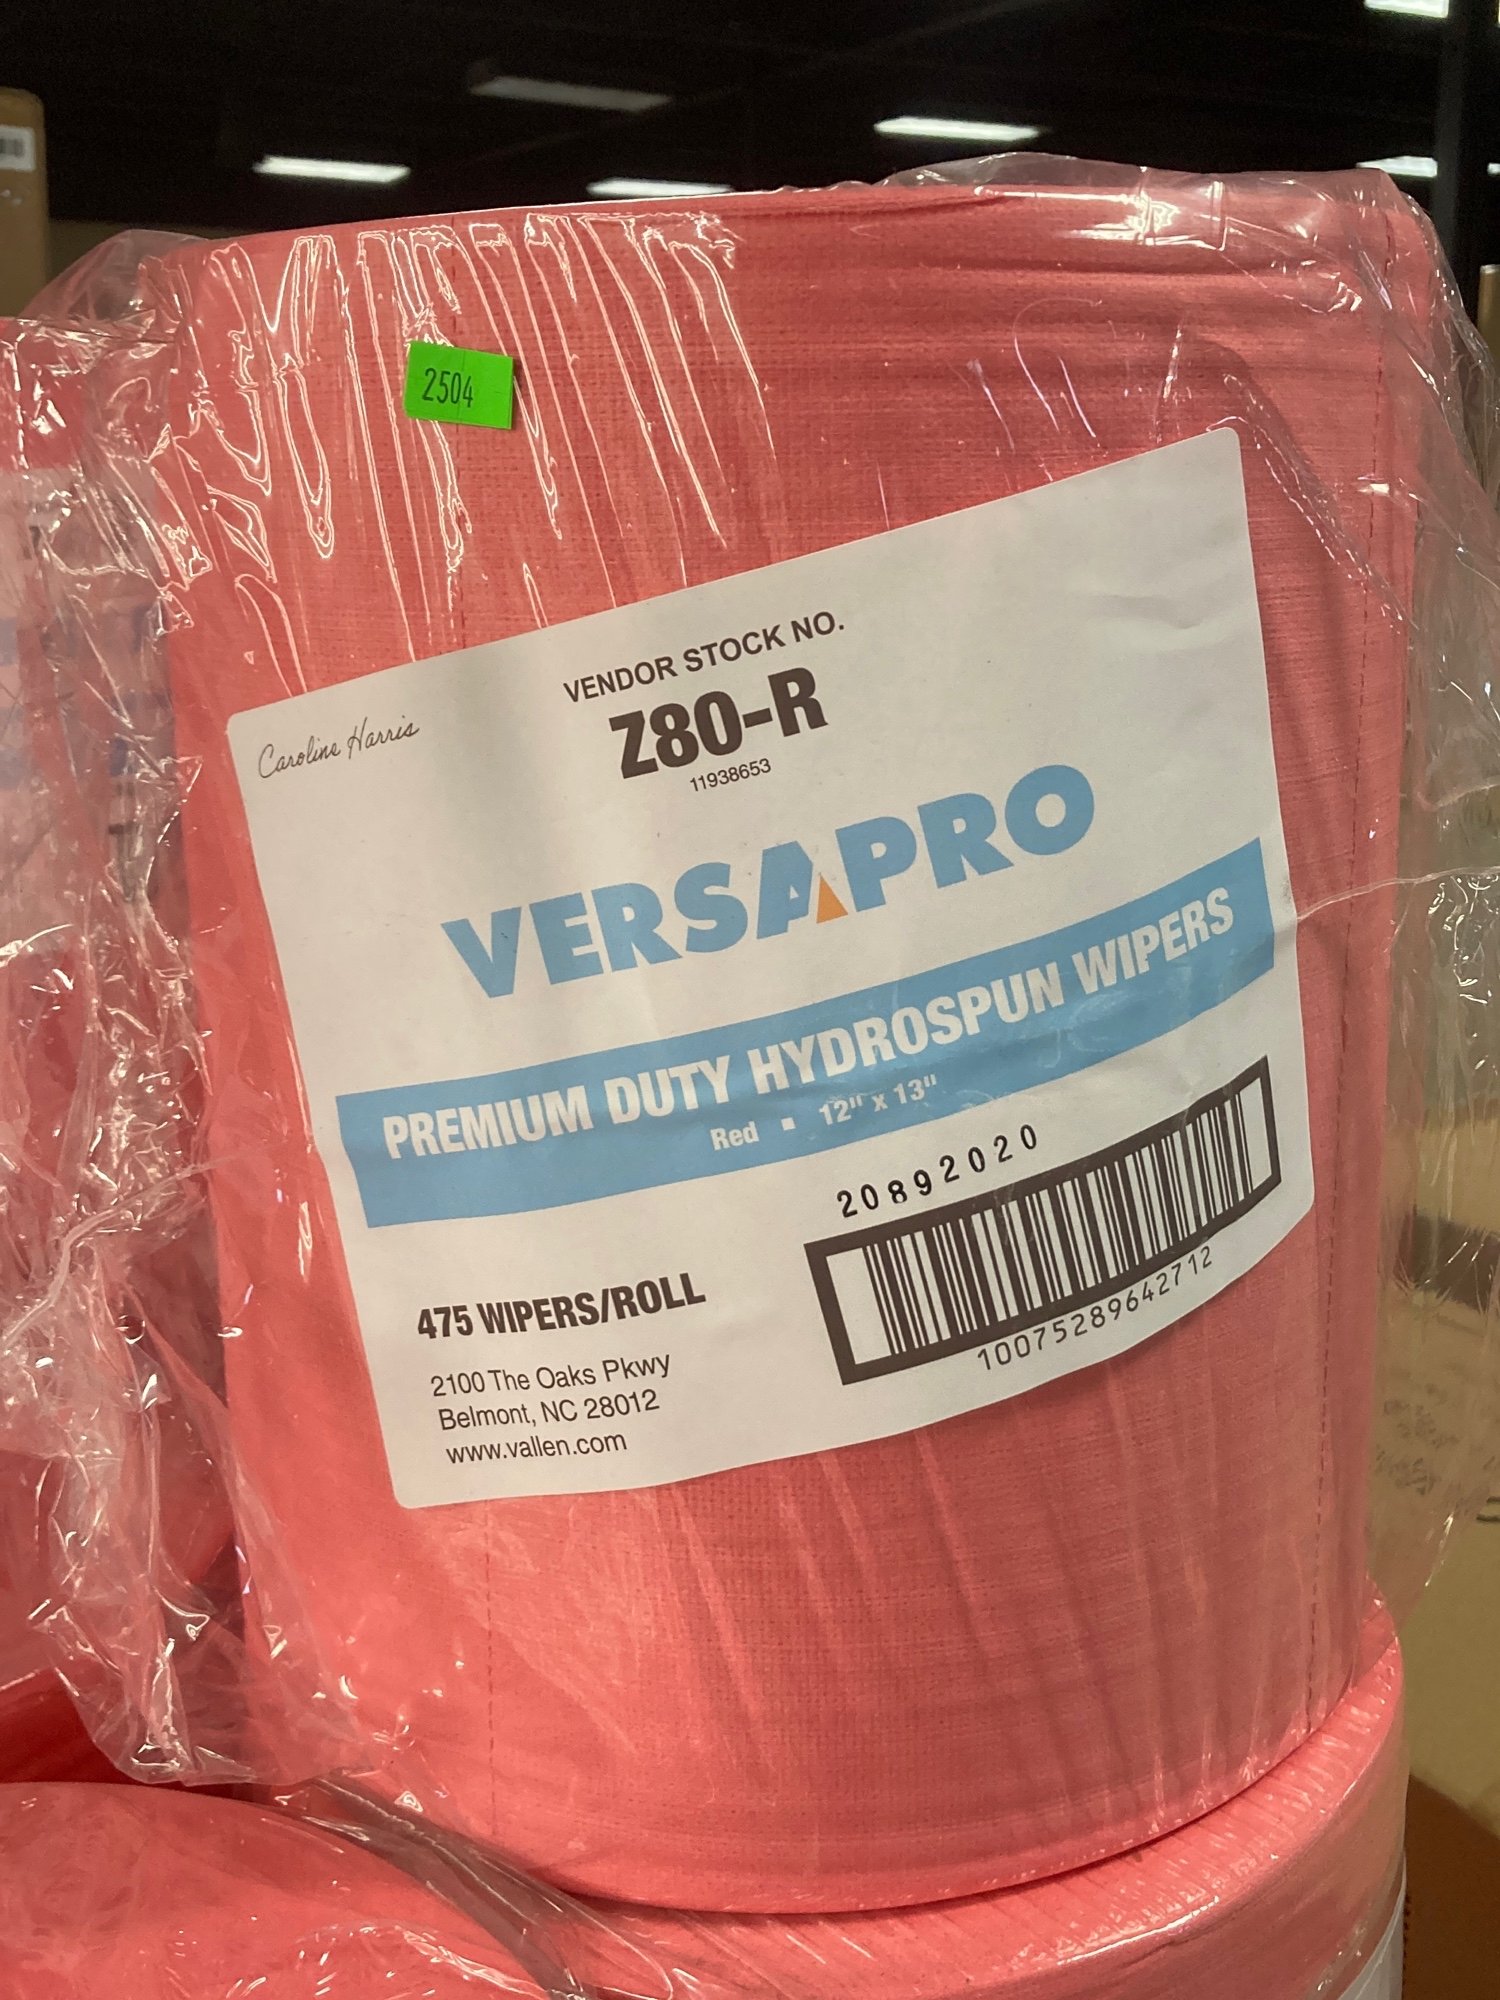 2504
VENDOR STOCK NO.
Caroline Harris
Z80-R
11938653
VERSAPRO
PREMIUM DUTY HYDROSPUN WIPERS
Red ▪ 12" x 13"
20892020
475 WIPERS/ROLL
10075289642712
2100 The Oaks Pkwy
Belmont, NC 28012
www.vallen.com